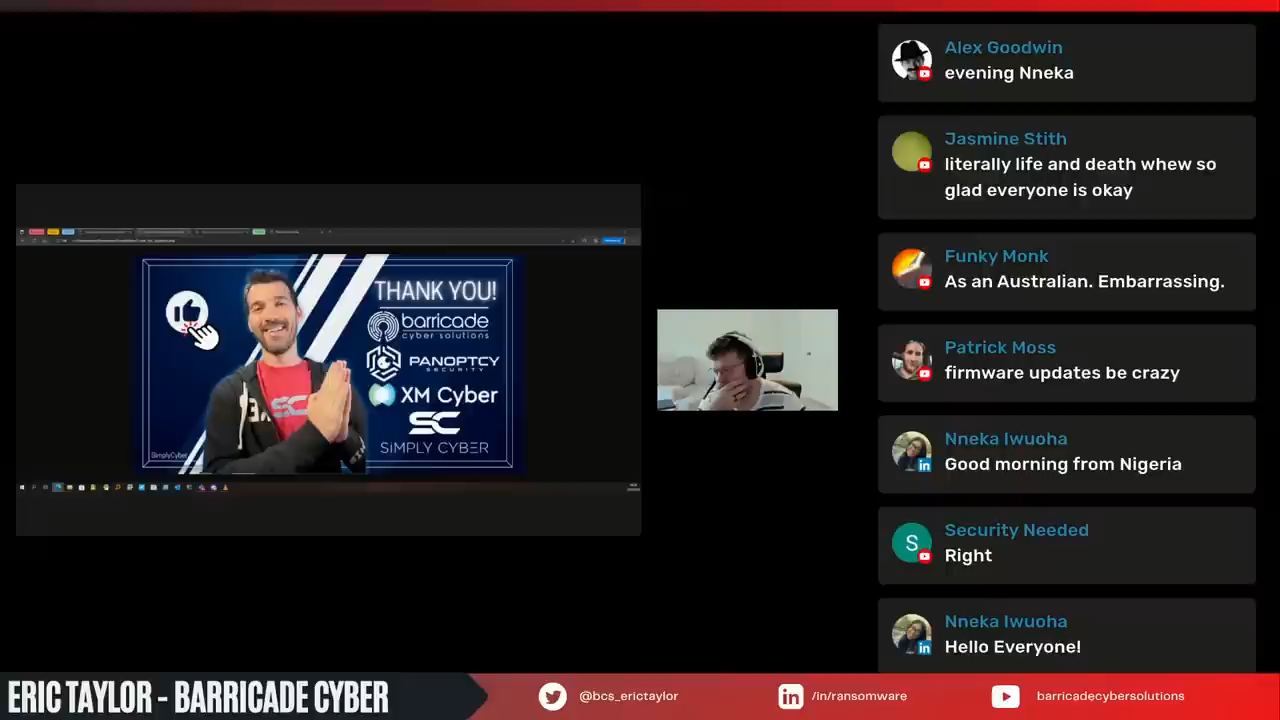 THANK YOU!
barricade
cyber solutions
PANOPTCY
SECURITY
XM Cyber
SC
SIMPLY CYBER
SimplyCyber
SC
Alex Goodwin
evening Nneka
Jasmine Stith
literally life and death whew so
glad everyone is okay
Funky Monk
As an Australian. Embarrassing.
Patrick Moss
firmware updates be crazy
Nneka Iwuoha
Good morning from Nigeria
S
Security Needed
Right
Nneka Iwuoha
Hello Everyone!
ERIC TAYLOR - BARRICADE CYBER
@bcs_erictaylor
in
/in/ransomware
barricadecybersolutions